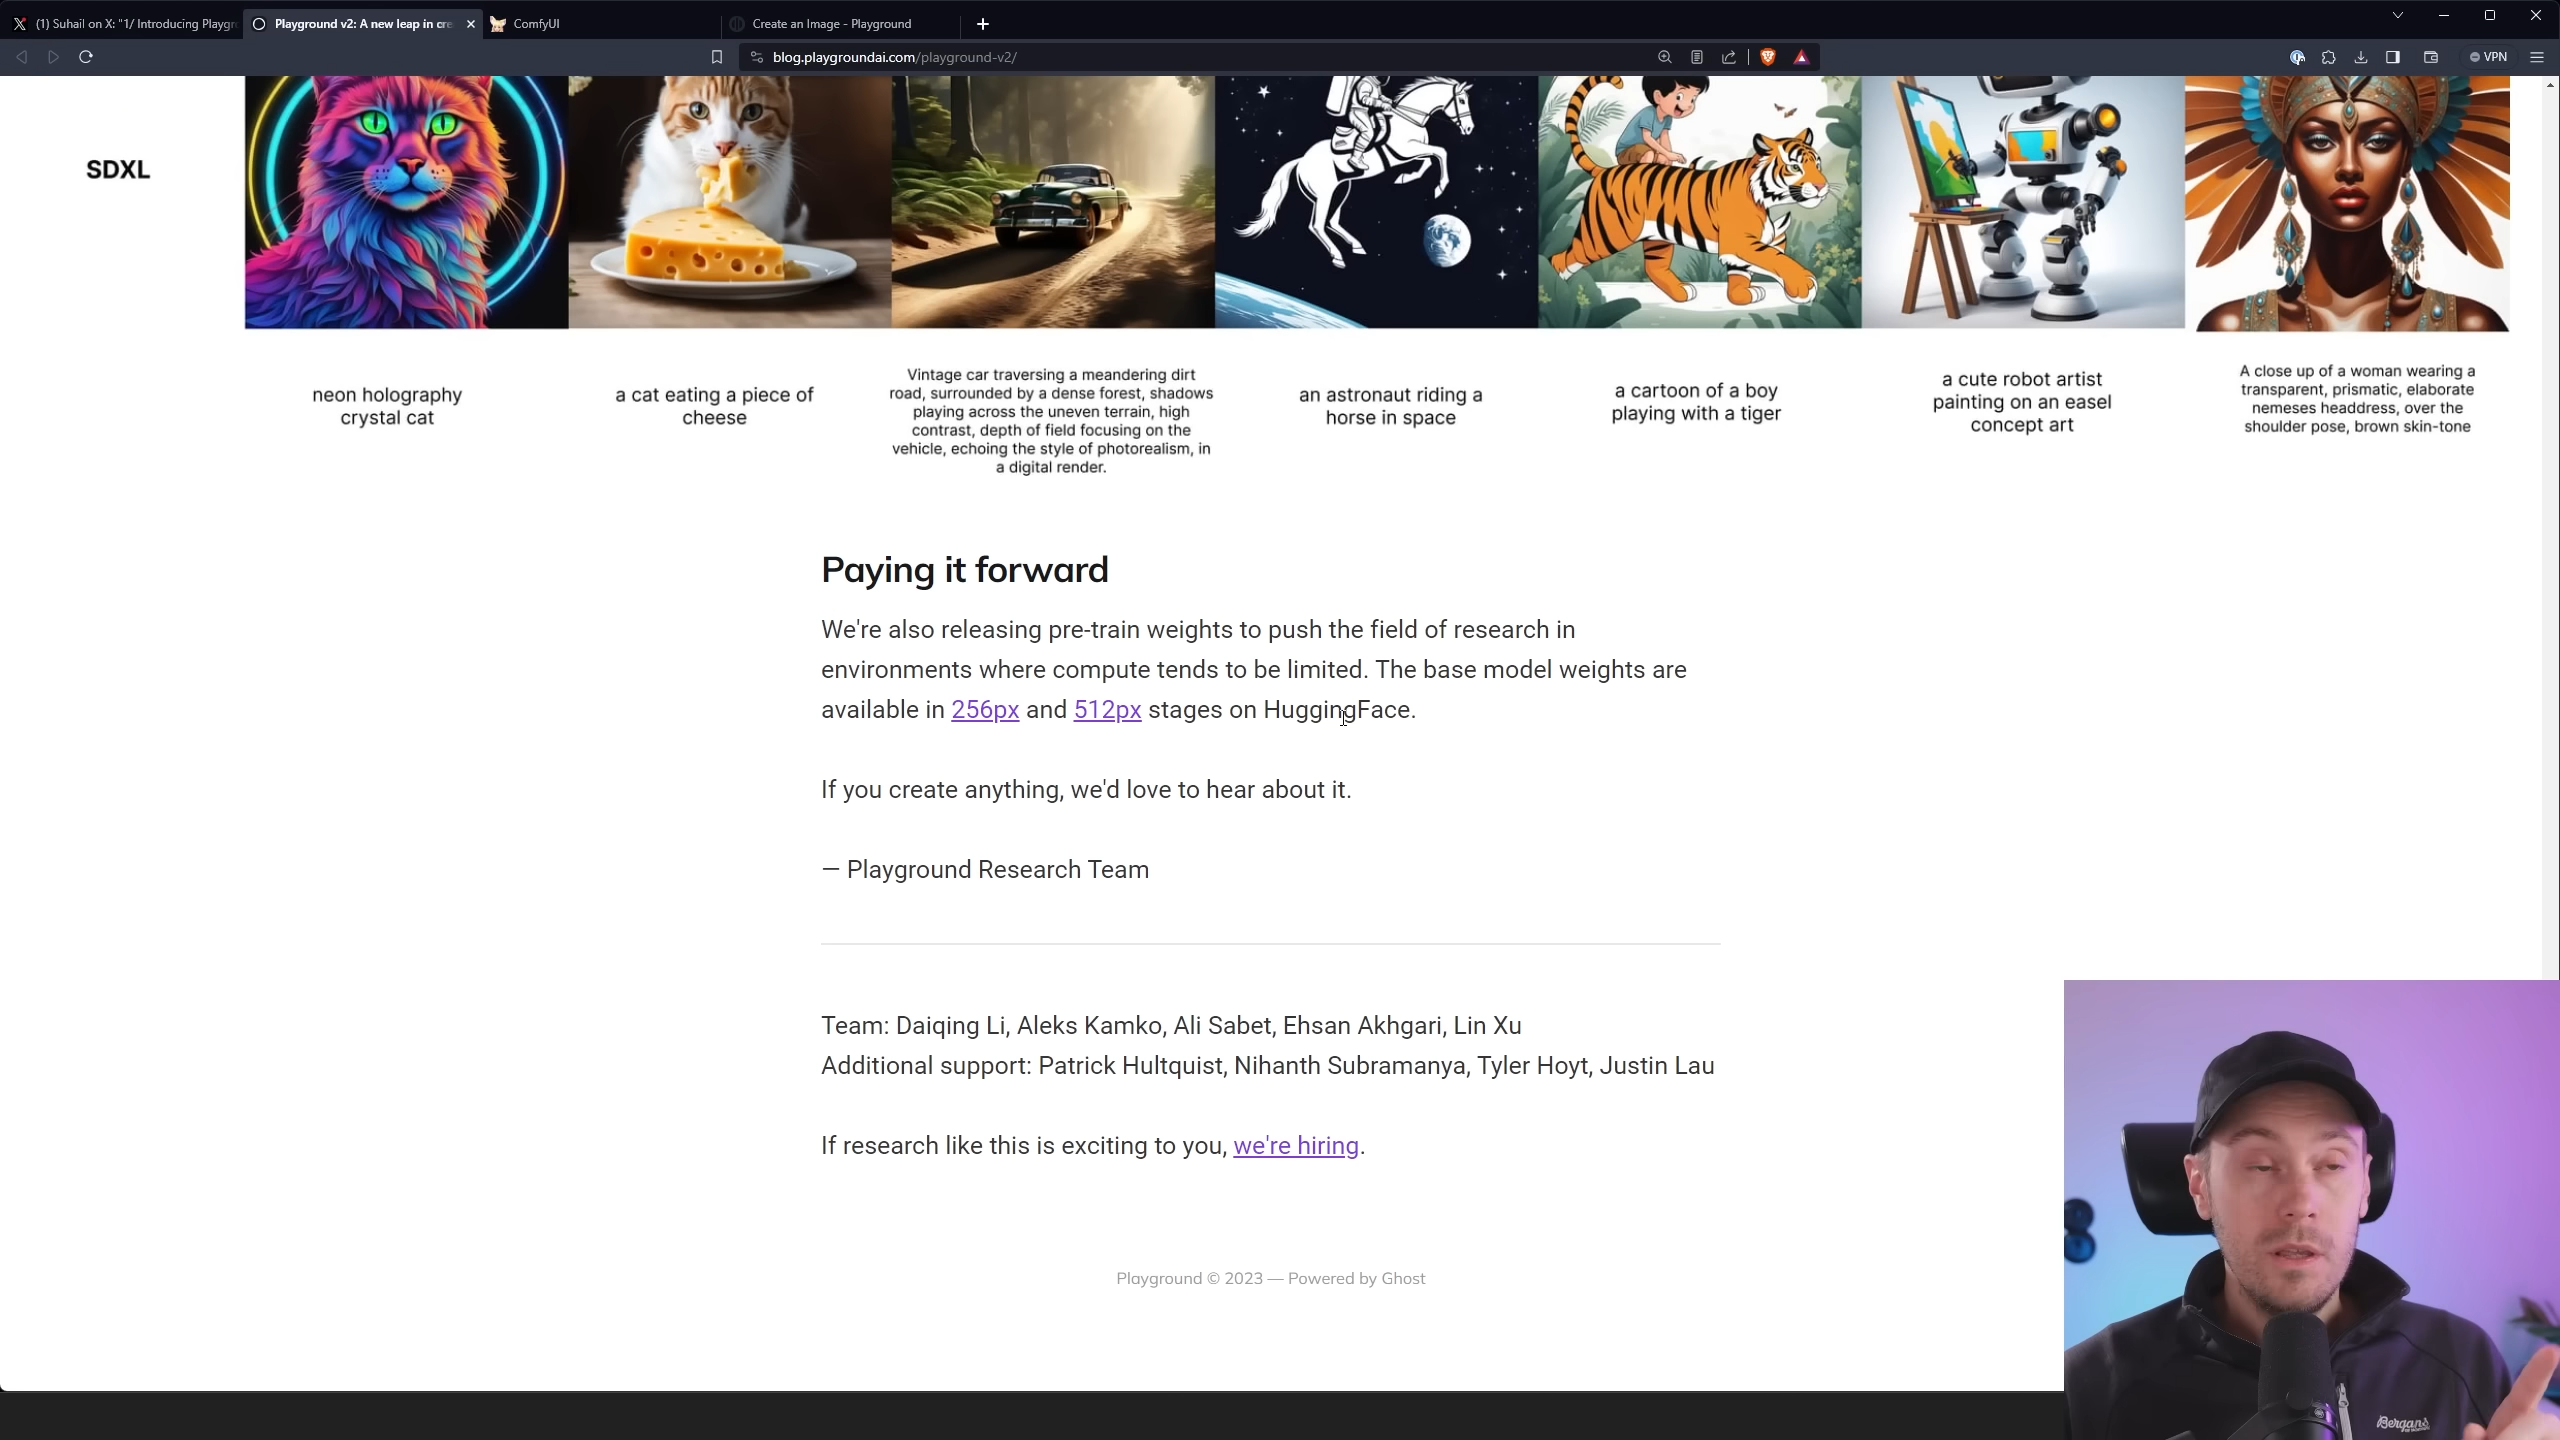 (1) Suhail on X: "1/ Introducing Playgr
Playground v2: A new leap in cre
ComfyUI
Create an Image - Playground
blog.playgroundai.com/playground-v2/
VPN
SDXL
neon holography
crystal cat
a cat eating a piece of
cheese
Vintage car traversing a meandering dirt
road, surrounded by a dense forest, shadows
playing across the uneven terrain, high
contrast, depth of field focusing on the
vehicle, echoing the style of photorealism, in
a digital render.
an astronaut riding a
horse in space
a cartoon of a boy
playing with a tiger
a cute robot artist
painting on an easel
concept art
A close up of a woman wearing a
transparent, prismatic, elaborate
nemeses headdress, over the
shoulder pose, brown skin-tone
Paying it forward
We're also releasing pre-train weights to push the field of research in
environments where compute tends to be limited. The base model weights are
available in 256px and 512px stages on HuggingFace.
If you create anything, we'd love to hear about it.
— Playground Research Team
Team: Daiqing Li, Aleks Kamko, Ali Sabet, Ehsan Akhgari, Lin Xu
Additional support: Patrick Hultquist, Nihanth Subramanya, Tyler Hoyt, Justin Lau
If research like this is exciting to you, we're hiring.
Playground © 2023 — Powered by Ghost
Bergans